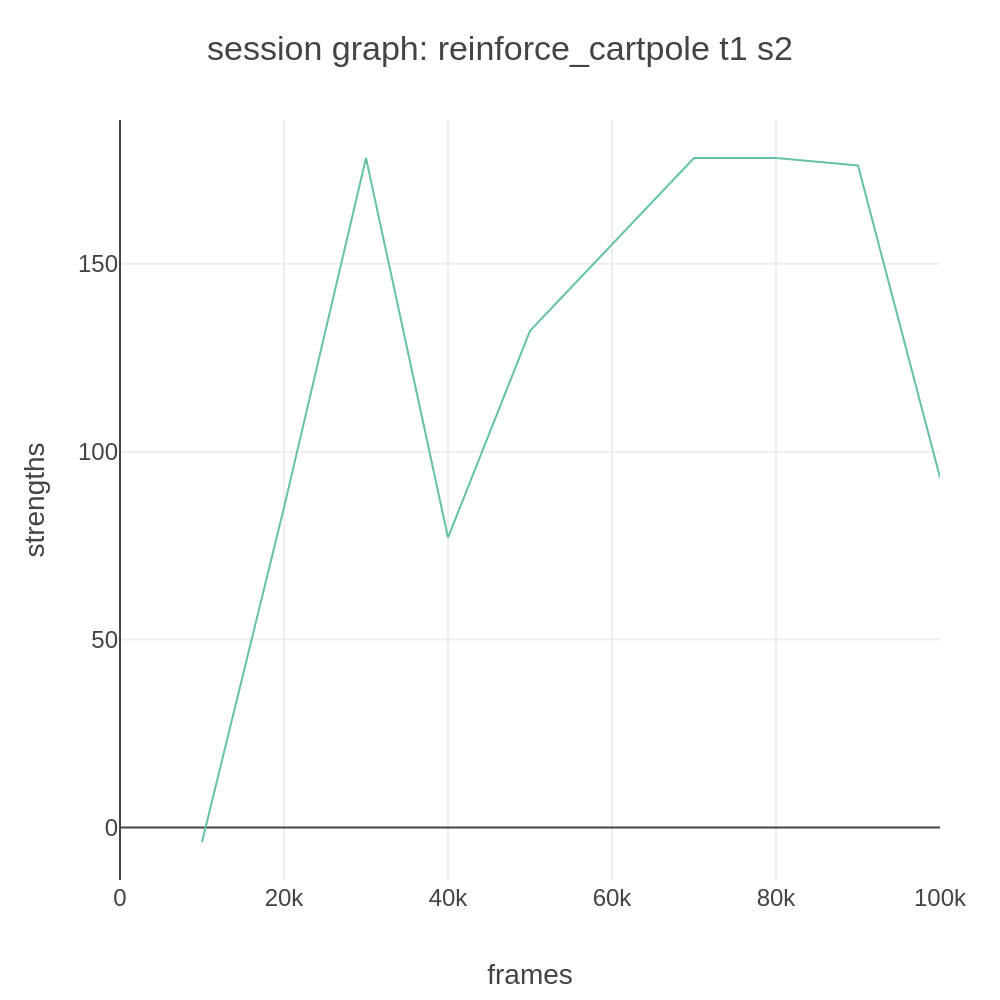 session graph: reinforce_cartpole t1 s2
strengths
150
100
50
0
0
20k
40k
60k
80k
100k
frames